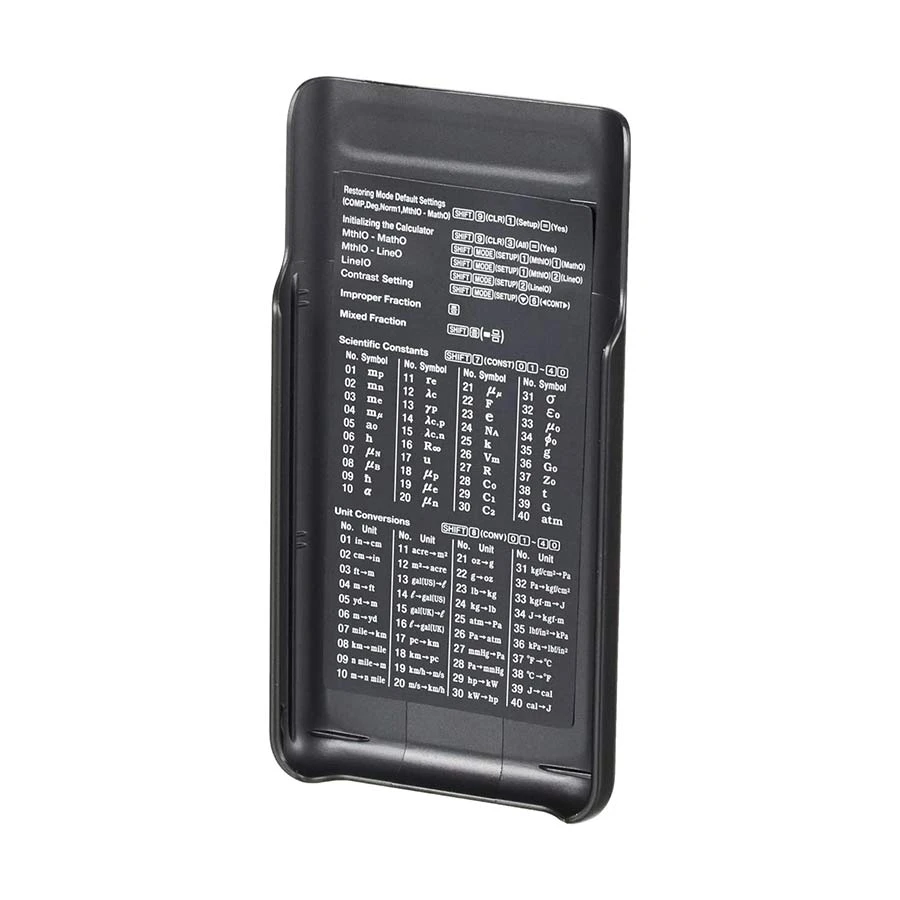 Restoring Mode Default Settings
(COMP,Deg,Norm1,MthIO - MathO) SHIFT 9 (CLR) 1 (Setup) = (Yes)
Initializing the Calculator SHIFT 9 (CLR) 3 (All) = (Yes)
MthIO - MathO SHIFT MODE (SETUP) 1 (MthIO) 1 (MathO)
MthIO - LineO SHIFT MODE (SETUP) 1 (MthIO) 2 (LineO)
LineIO SHIFT MODE (SETUP) 2 (LineIO)
Contrast Setting SHIFT MODE (SETUP) ▼ 6 (◄CONT►)
Improper Fraction
Mixed Fraction SHIFT
Scientific Constants SHIFT 7 (CONST) 0 1 ~ 4 0
No. Symbol No. Symbol No. Symbol No. Symbol
01 mp 11 re 21 μμ 31 σ
02 mn 12 λc 22 F 32 ε0
03 me 13 γp 23 e 33 μ0
04 mμ 14 λc,p 24 NA 34 ϕ0
05 a0 15 λc,n 25 k 35 g
06 h 16 R∞ 26 Vm 36 G0
07 μN 17 u 27 R 37 Z0
08 μB 18 μp 28 C0 38 t
09 ħ 19 μe 29 C1 39 G
10 α 20 μn 30 C2 40 atm
Unit Conversions SHIFT 8 (CONV) 0 1 ~ 4 0
No. Unit No. Unit No. Unit No. Unit
01 in→cm 11 acre→m² 21 oz→g 31 kgf/cm²→Pa
02 cm→in 12 m²→acre 22 g→oz 32 Pa→kgf/cm²
03 ft→m 13 gal(US)→ℓ 23 lb→kg 33 kgf·m→J
04 m→ft 14 ℓ→gal(US) 24 kg→lb 34 J→kgf·m
05 yd→m 15 gal(UK)→ℓ 25 atm→Pa 35 lbf/in²→kPa
06 m→yd 16 ℓ→gal(UK) 26 Pa→atm 36 kPa→lbf/in²
07 mile→km 17 pc→km 27 mmHg→Pa 37 °F→°C
08 km→mile 18 km→pc 28 Pa→mmHg 38 °C→°F
09 n mile→m 19 km/h→m/s 29 hp→kW 39 J→cal
10 m→n mile 20 m/s→km/h 30 kW→hp 40 cal→J